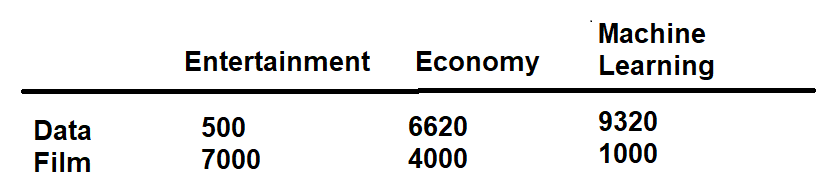 Entertainment Economy Machine Learning
Data 500 6620 9320
Film 7000 4000 1000